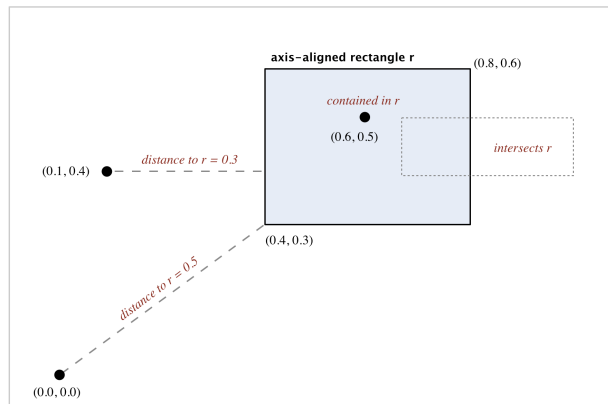 axis-aligned rectangle r
(0.8, 0.6)
contained in r
(0.6, 0.5)
intersects r
distance to r = 0.3
(0.1, 0.4)
(0.4, 0.3)
distance to r = 0.5
(0.0, 0.0)